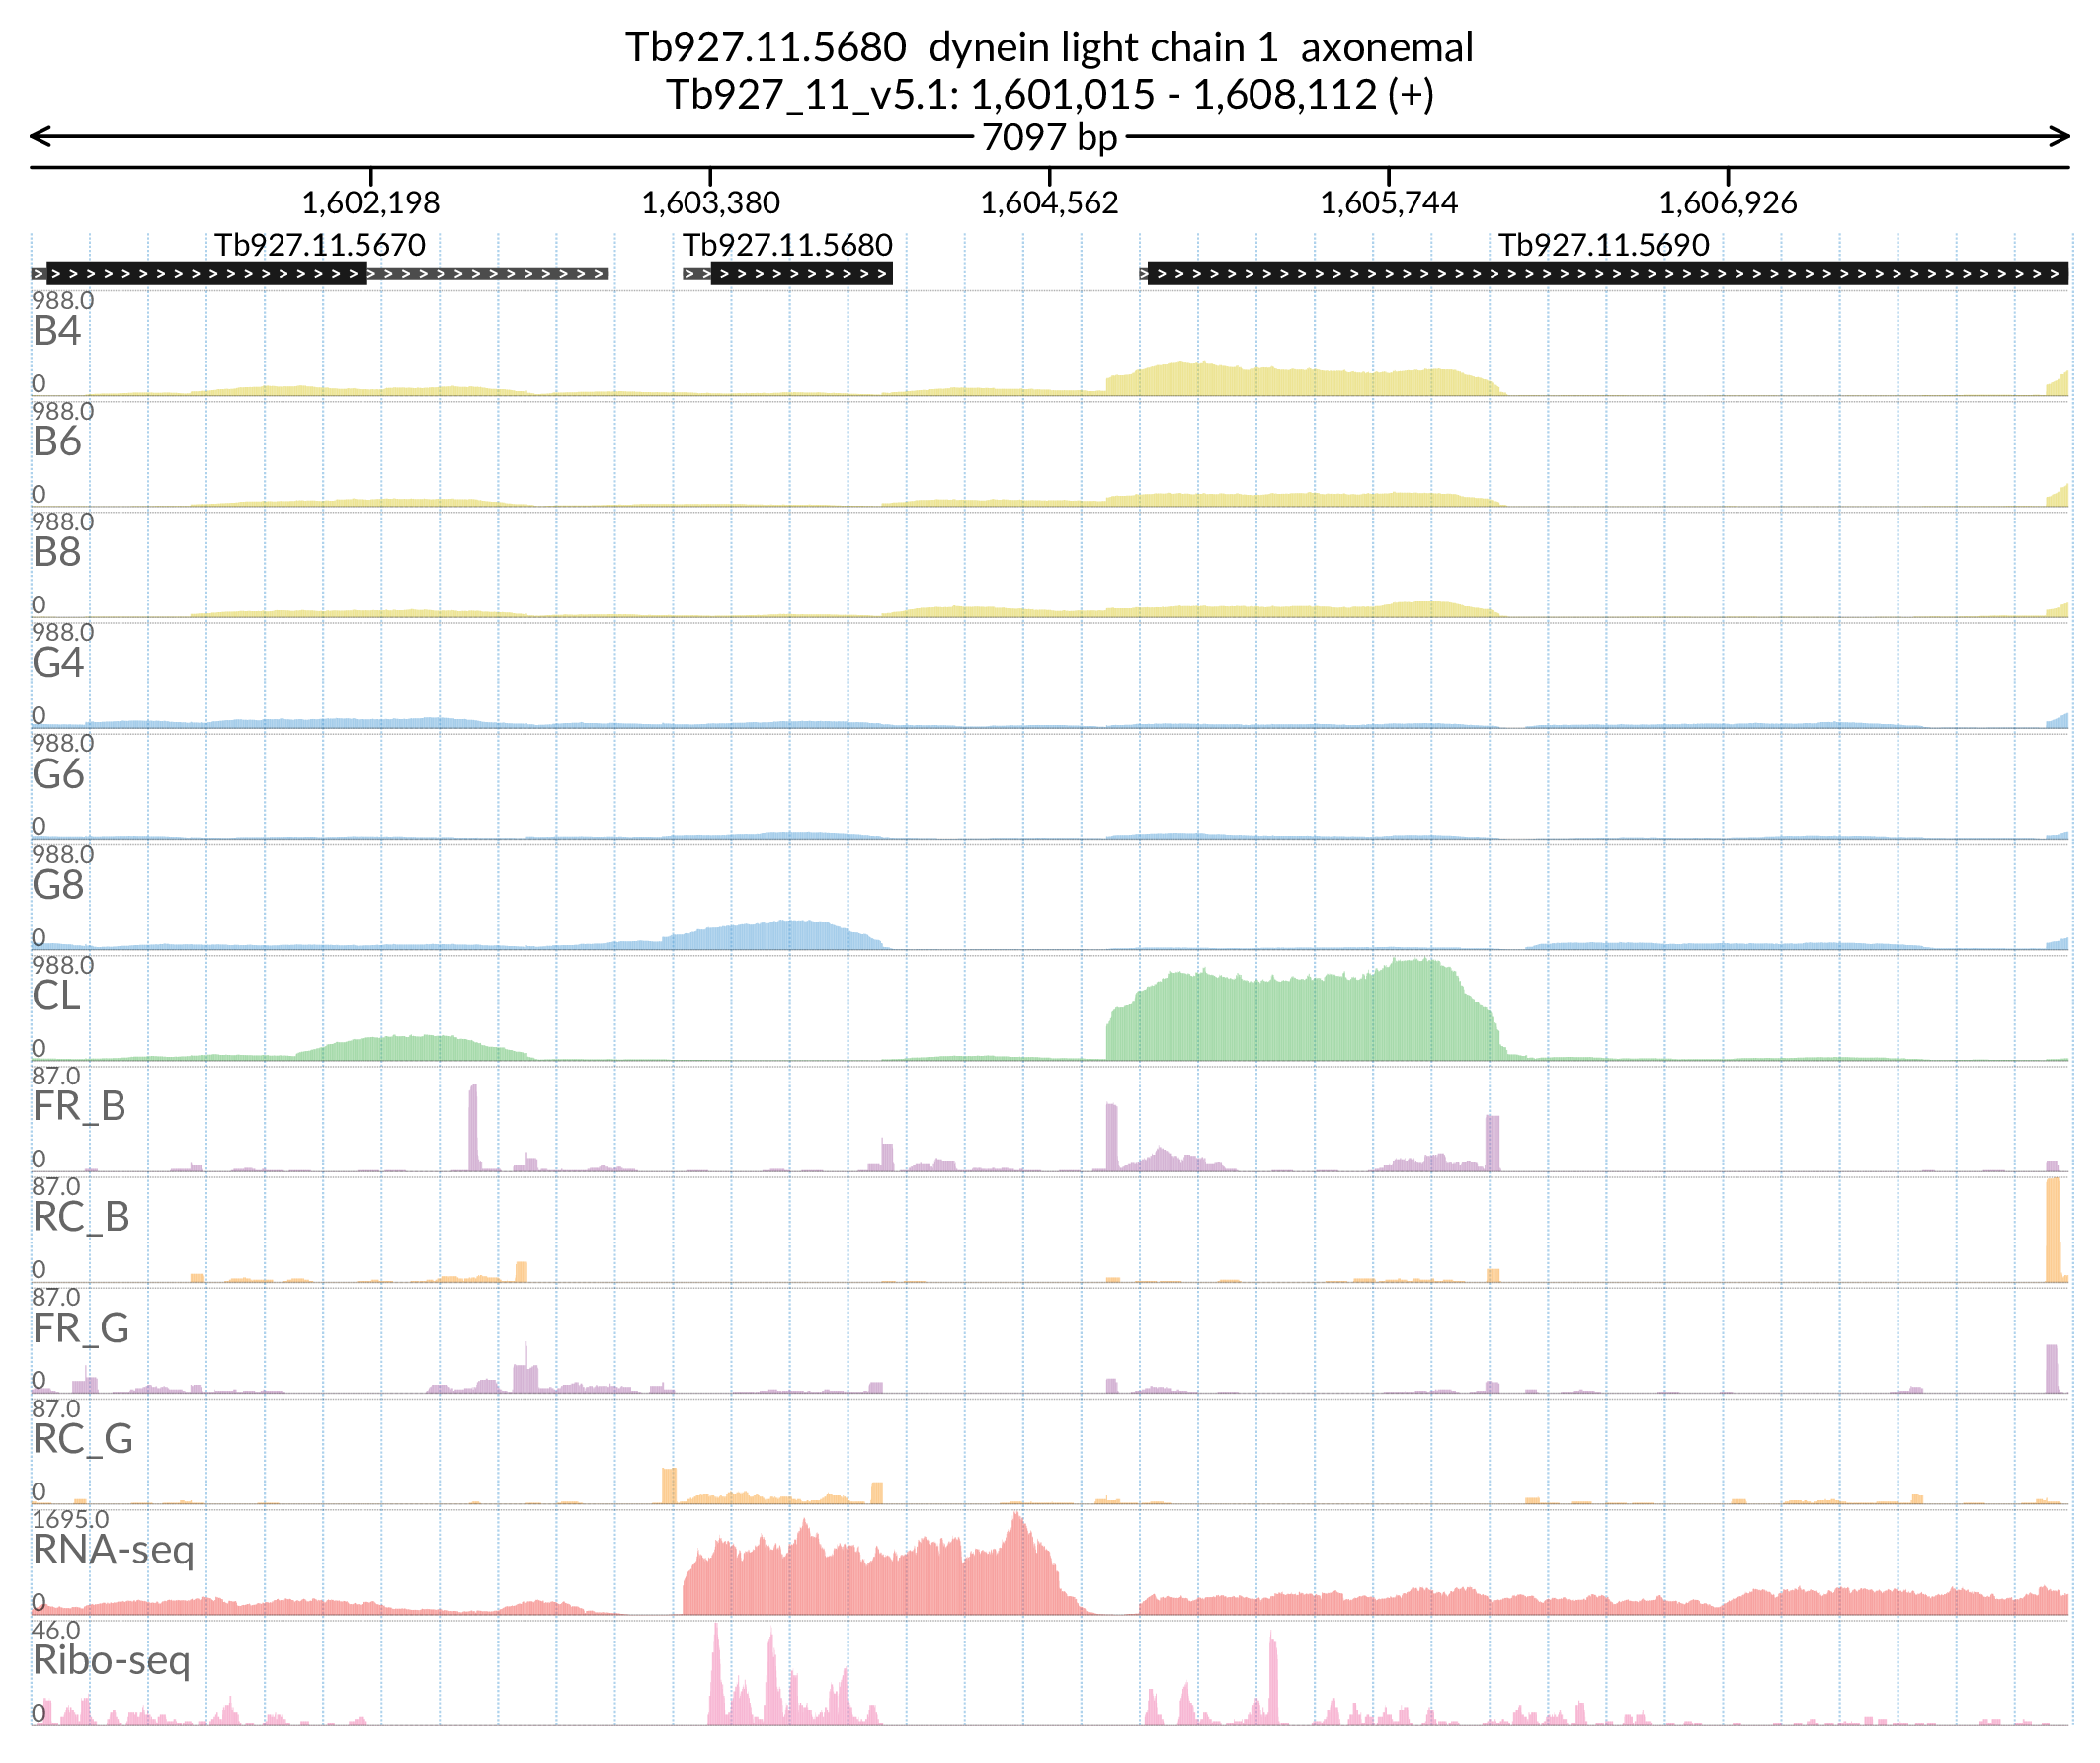 Tb927.11.5680 dynein light chain 1 axonemal
Tb927_11_v5.1: 1,601,015 - 1,608,112 (+)
7097 bp
1,602,198 1,603,380 1,604,562 1,605,744 1,606,926
Tb927.11.5670 Tb927.11.5680 Tb927.11.5690
988.0
B4
0
988.0
B6
0
988.0
B8
0
988.0
G4
0
988.0
G6
0
988.0
G8
0
988.0
CL
0
87.0
FR_B
0
87.0
RC_B
0
87.0
FR_G
0
87.0
RC_G
0
1695.0
RNA-seq
0
46.0
Ribo-seq
0